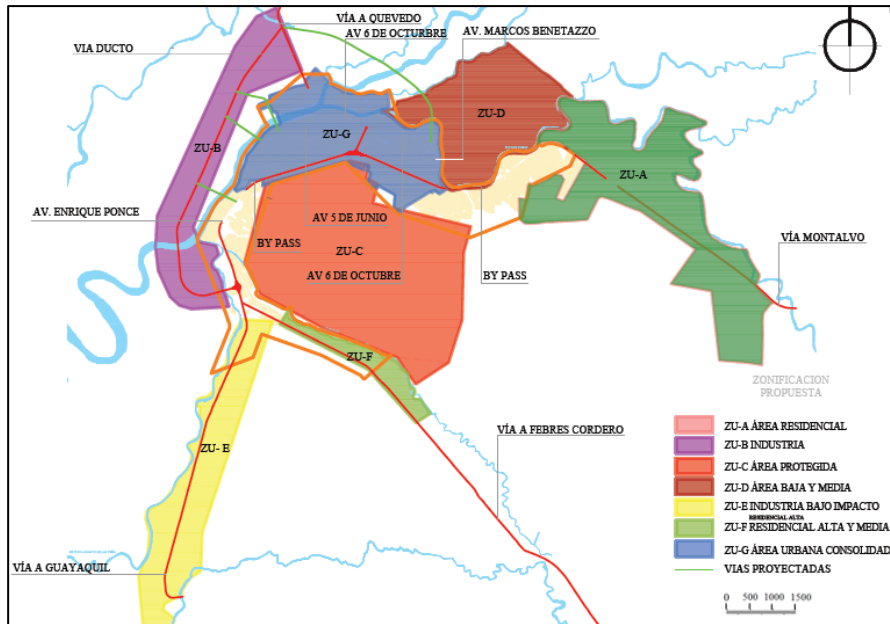 VÍA A QUEVEDO
AV 6 DE OCTURBRE
AV. MARCOS BENETAZZO
VIA DUCTO
ZU-D
ZU-G
ZU-B
ZU-A
AV. ENRIQUE PONCE
AV 5 DE JUNIO
VÍA MONTALVO
BY PASS
ZU-C
AV 6 DE OCTUBRE
BY PASS
ZU-F
ZONIFICACION
PROPUESTA
ZU-A ÁREA RESIDENCIAL
ZU-B INDUSTRIA
ZU-C ÁREA PROTEGIDA
ZU-D ÁREA BAJA Y MEDIA
ZU-E INDUSTRIA BAJO IMPACTO
RESIDENCIAL ALTA
ZU-F RESIDENCIAL ALTA Y MEDIA
ZU-G ÁREA URBANA CONSOLIDAD
VIAS PROYECTADAS
ZU- E
VÍA A FEBRES CORDERO
VÍA A GUAYAQUIL
0 500 1000 1500